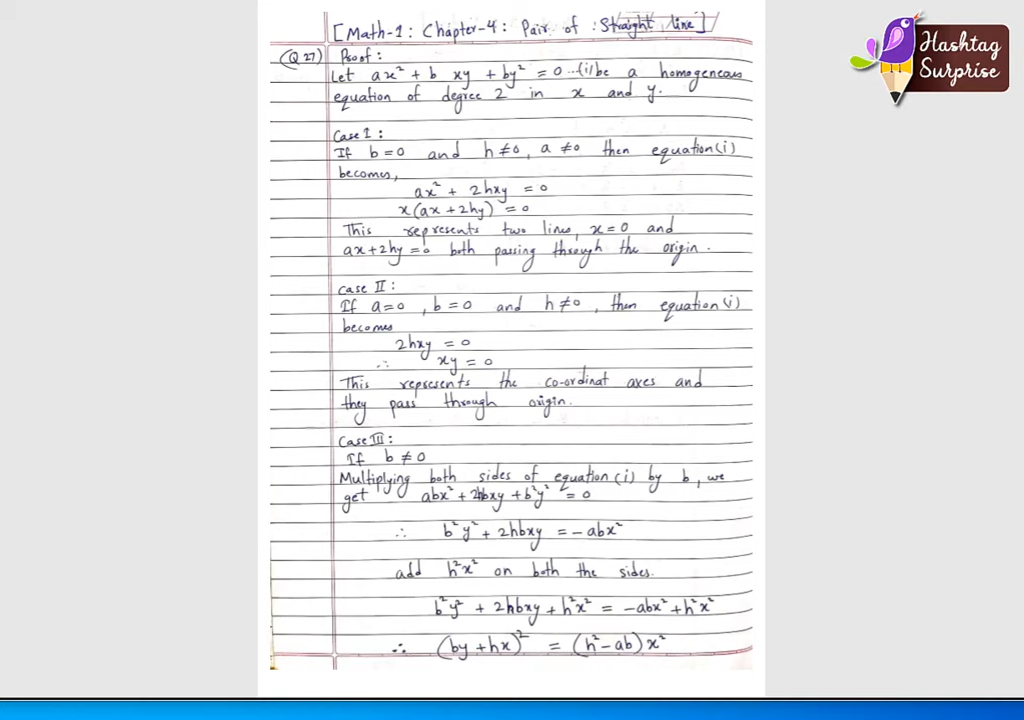 [Math-1: Chapter-4: Pair of : Straight line]
Hashtag
Surprise
(Q 27) Proof:
Let ax² + b xy + by² = 0 ...(i) be a homogeneous
equation of degree 2 in x and y.
Case I:
If b=0 and h≠0, a≠0 then equation(i)
becomes,
ax² + 2hxy = 0
x(ax + 2hy) = 0
This represents two lines, x=0 and
ax+2hy=0 both passing through the origin.
case II:
If a=0, b=0 and h≠0, then equation(i)
becomes
2hxy = 0
∴ xy = 0
This represents the co-ordinat axes and
they pass through origin.
Case III:
If b ≠ 0
Multiplying both sides of equation(i) by b, we
get abx² + 2hbxy + b²y² = 0
∴ b²y² + 2hbxy = -abx²
add h²x² on both the sides.
b²y² + 2hbxy + h²x² = -abx² + h²x²
∴ (by + hx)² = (h² - ab)x²